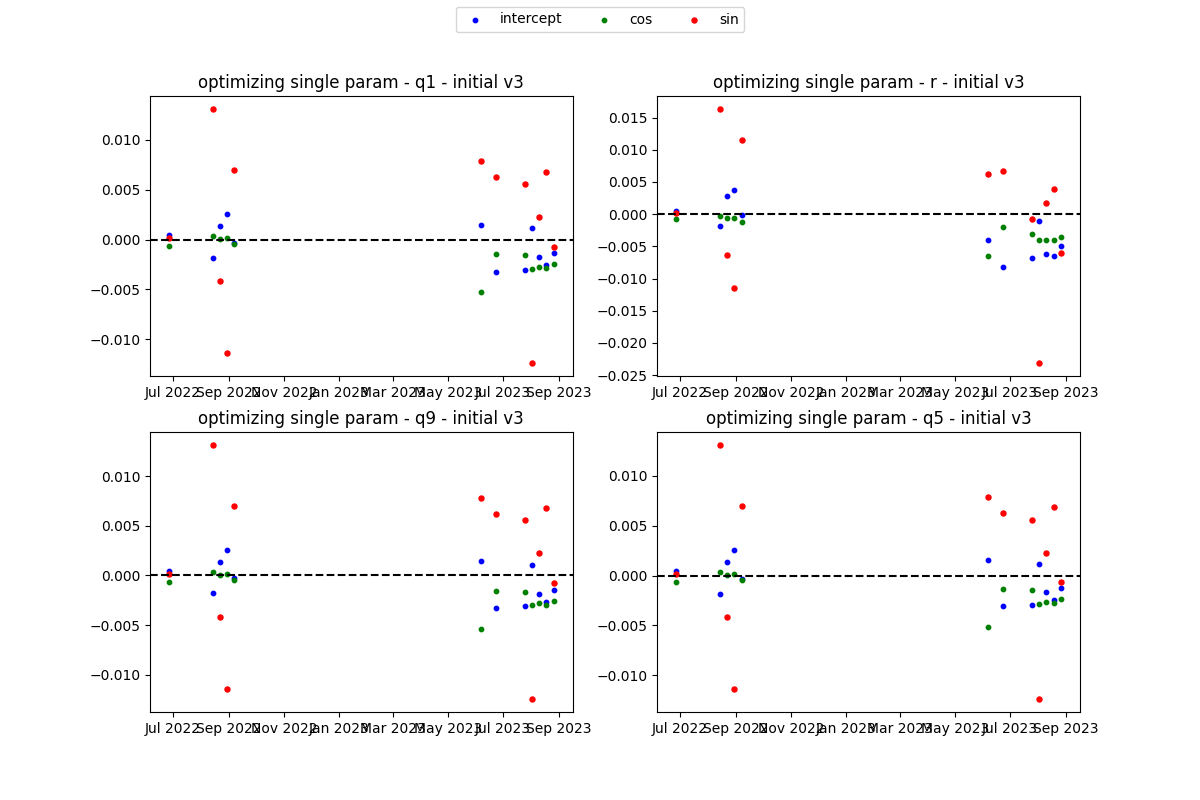 intercept cos sin
optimizing single param - q1 - initial v3
0.010
0.005
0.000
−0.005
−0.010
Jul 2022 Sep 2022 Nov 2022 Jan 2023 Mar 2023 May 2023 Jul 2023 Sep 2023
optimizing single param - r - initial v3
0.015
0.010
0.005
0.000
−0.005
−0.010
−0.015
−0.020
−0.025
Jul 2022 Sep 2022 Nov 2022 Jan 2023 Mar 2023 May 2023 Jul 2023 Sep 2023
optimizing single param - q9 - initial v3
0.010
0.005
0.000
−0.005
−0.010
Jul 2022 Sep 2022 Nov 2022 Jan 2023 Mar 2023 May 2023 Jul 2023 Sep 2023
optimizing single param - q5 - initial v3
0.010
0.005
0.000
−0.005
−0.010
Jul 2022 Sep 2022 Nov 2022 Jan 2023 Mar 2023 May 2023 Jul 2023 Sep 2023